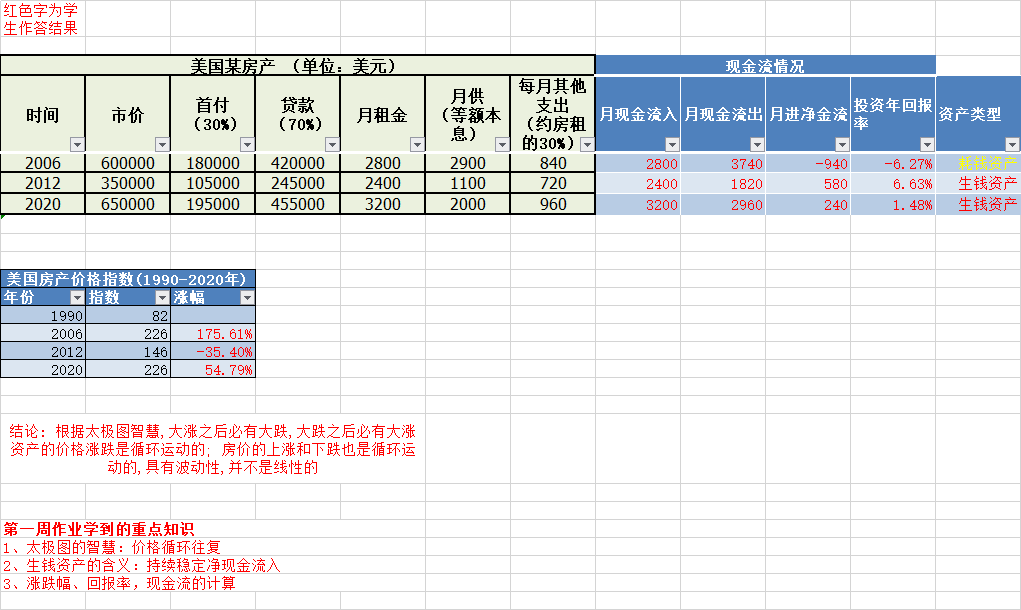 红色字为学
生作答结果
美国某房产 （单位：美元） 现金流情况
时间 市价 首付（30%） 贷款（70%） 月租金 月供（等额本息） 每月其他支出（约房租的30%） 月现金流入 月现金流出 月进净金流 投资年回报率 资产类型
2006 600000 180000 420000 2800 2900 840 2800 3740 -940 -6.27% 耗钱资产
2012 350000 105000 245000 2400 1100 720 2400 1820 580 6.63% 生钱资产
2020 650000 195000 455000 3200 2000 960 3200 2960 240 1.48% 生钱资产
美国房产价格指数(1990-2020年)
年份 指数 涨幅
1990 82
2006 226 175.61%
2012 146 -35.40%
2020 226 54.79%
结论：根据太极图智慧,大涨之后必有大跌,大跌之后必有大涨
资产的价格涨跌是循环运动的；房价的上涨和下跌也是循环运
动的,具有波动性,并不是线性的
第一周作业学到的重点知识
1、太极图的智慧：价格循环往复
2、生钱资产的含义：持续稳定净现金流入
3、涨跌幅、回报率，现金流的计算